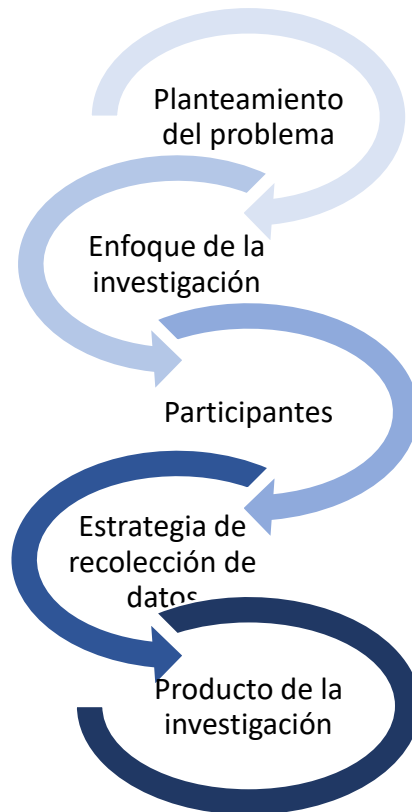 Planteamiento
del problema
Enfoque de la
investigación
Participantes
Estrategia de
recolección de
datos
Producto de la
investigación